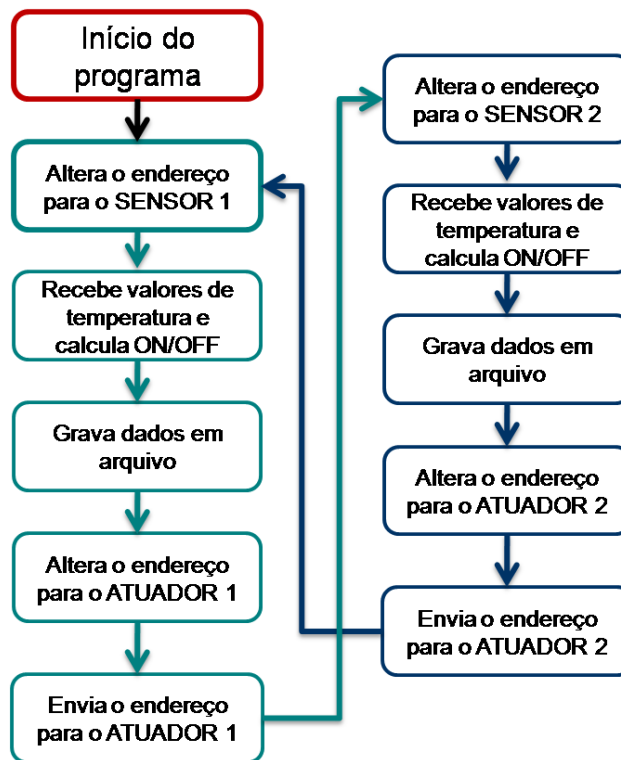 Início do
programa
Altera o endereço
para o SENSOR 1
Recebe valores de
temperatura e
calcula ON/OFF
Grava dados em
arquivo
Altera o endereço
para o ATUADOR 1
Envia o endereço
para o ATUADOR 1
Altera o endereço
para o SENSOR 2
Recebe valores de
temperatura e
calcula ON/OFF
Grava dados em
arquivo
Altera o endereço
para o ATUADOR 2
Envia o endereço
para o ATUADOR 2